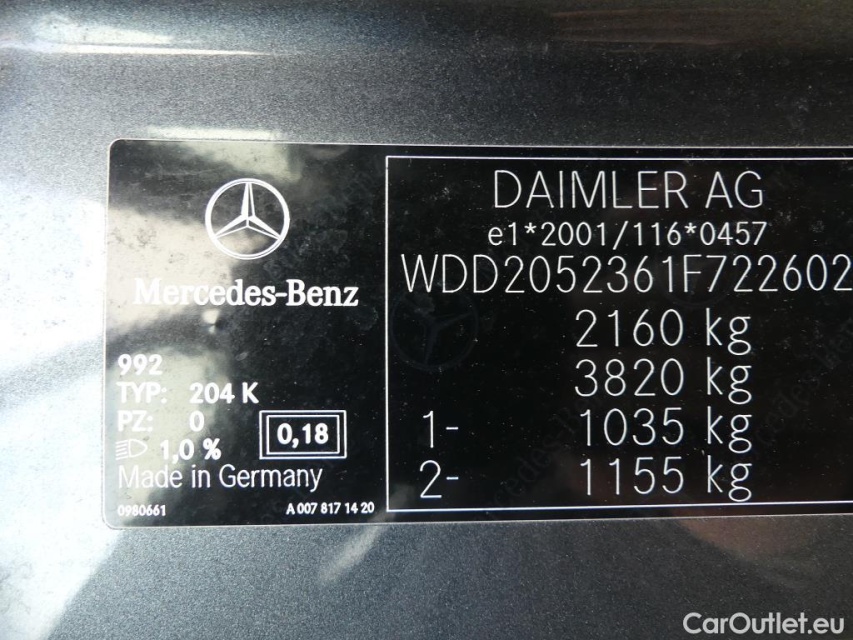 Mercedes-Benz
992
TYP: 204 K
PZ: 0
1,0 %
0,18
Made in Germany
0980661
A 007 817 14 20
DAIMLER AG
e1*2001/116*0457
WDD2052361F722602
2160 kg
3820 kg
1- 1035 kg
2- 1155 kg
CarOutlet.eu